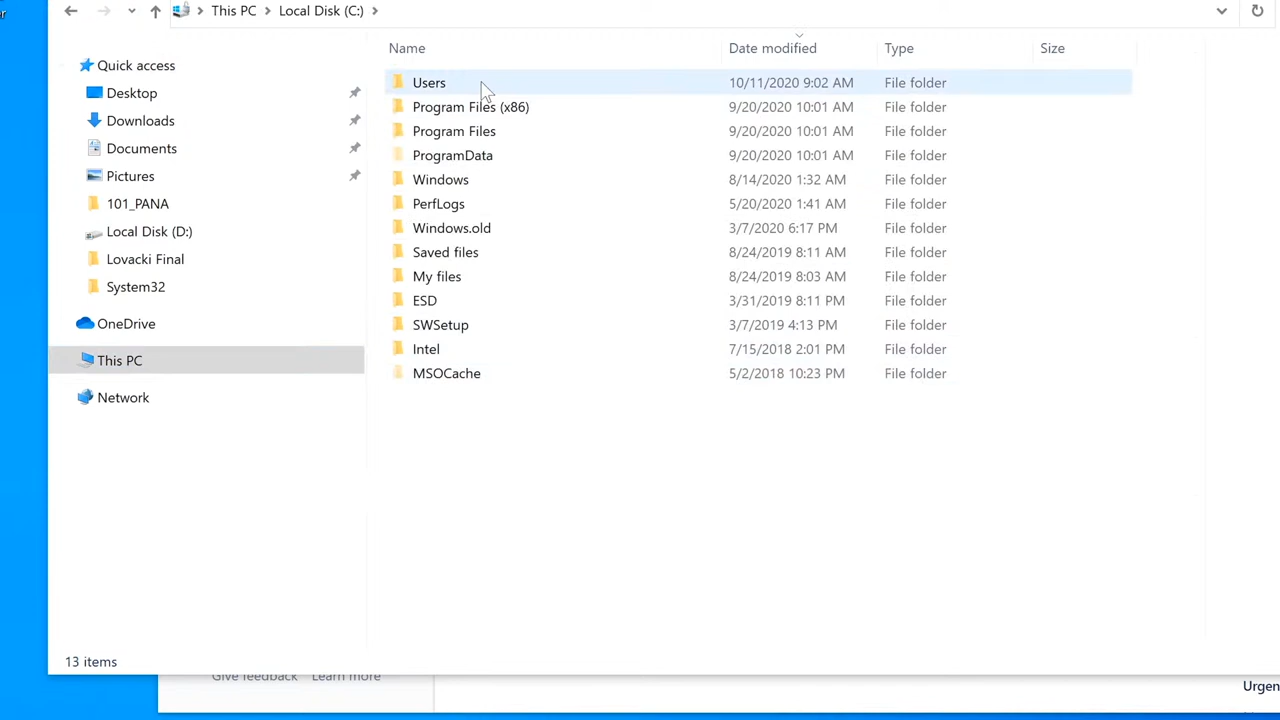 er
This PC > Local Disk (C:) >
Name Date modified Type Size
Quick access
Desktop
Downloads
Documents
Pictures
101_PANA
Local Disk (D:)
Lovacki Final
System32
OneDrive
This PC
Network
Users 10/11/2020 9:02 AM File folder
Program Files (x86) 9/20/2020 10:01 AM File folder
Program Files 9/20/2020 10:01 AM File folder
ProgramData 9/20/2020 10:01 AM File folder
Windows 8/14/2020 1:32 AM File folder
PerfLogs 5/20/2020 1:41 AM File folder
Windows.old 3/7/2020 6:17 PM File folder
Saved files 8/24/2019 8:11 AM File folder
My files 8/24/2019 8:03 AM File folder
ESD 3/31/2019 8:11 PM File folder
SWSetup 3/7/2019 4:13 PM File folder
Intel 7/15/2018 2:01 PM File folder
MSOCache 5/2/2018 10:23 PM File folder
13 items
Give feedback Learn more
Urgen